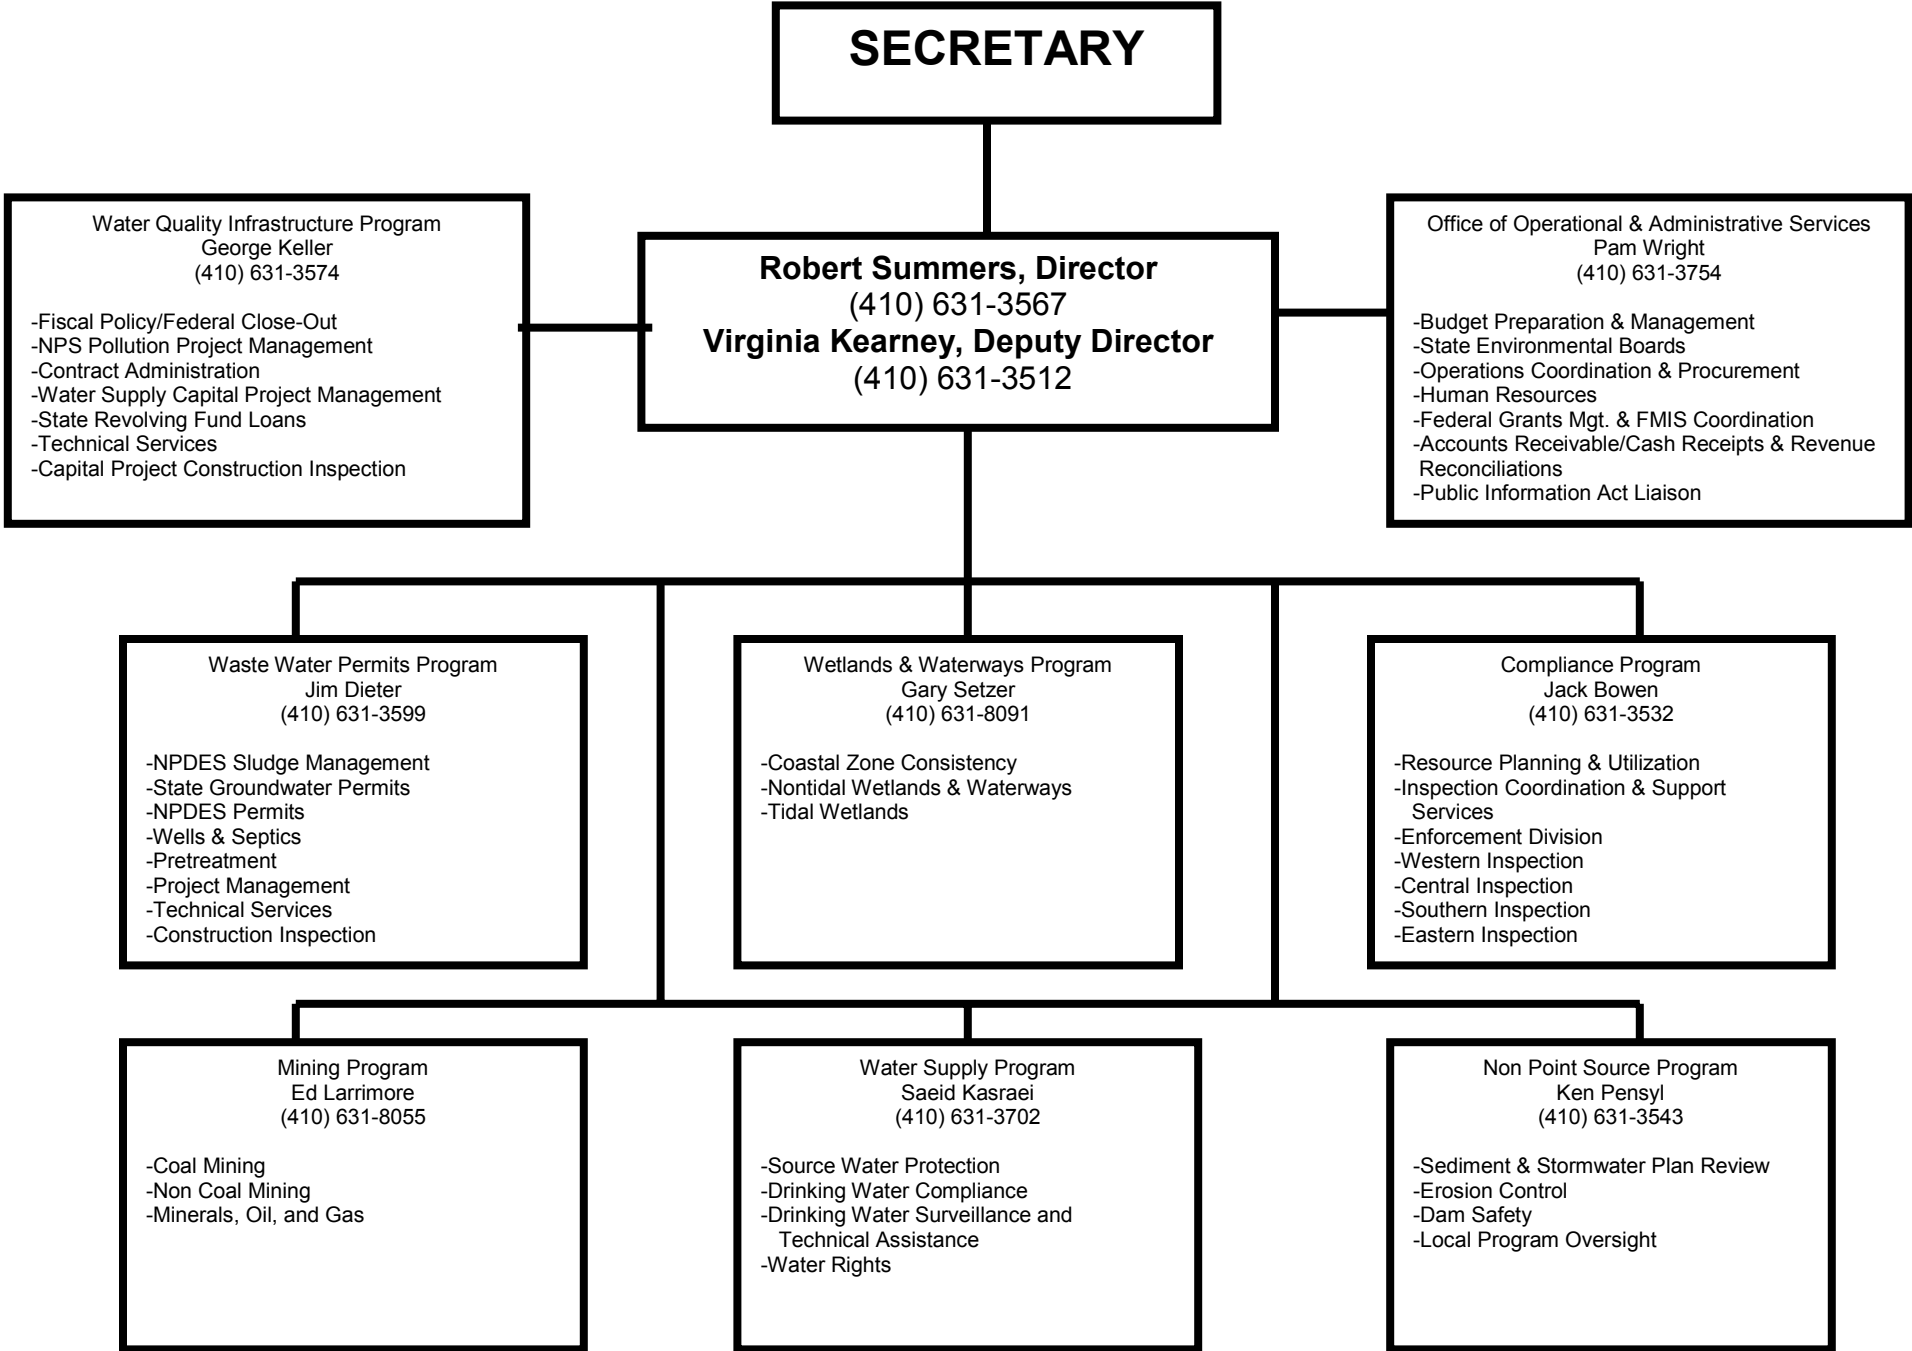 SECRETARY
Water Quality Infrastructure Program
George Keller
(410) 631-3574
-Fiscal Policy/Federal Close-Out
-NPS Pollution Project Management
-Contract Administration
-Water Supply Capital Project Management
-State Revolving Fund Loans
-Technical Services
-Capital Project Construction Inspection
Robert Summers, Director
(410) 631-3567
Virginia Kearney, Deputy Director
(410) 631-3512
Office of Operational & Administrative Services
Pam Wright
(410) 631-3754
-Budget Preparation & Management
-State Environmental Boards
-Operations Coordination & Procurement
-Human Resources
-Federal Grants Mgt. & FMIS Coordination
-Accounts Receivable/Cash Receipts & Revenue
Reconciliations
-Public Information Act Liaison
Waste Water Permits Program
Jim Dieter
(410) 631-3599
-NPDES Sludge Management
-State Groundwater Permits
-NPDES Permits
-Wells & Septics
-Pretreatment
-Project Management
-Technical Services
-Construction Inspection
Wetlands & Waterways Program
Gary Setzer
(410) 631-8091
-Coastal Zone Consistency
-Nontidal Wetlands & Waterways
-Tidal Wetlands
Compliance Program
Jack Bowen
(410) 631-3532
-Resource Planning & Utilization
-Inspection Coordination & Support
Services
-Enforcement Division
-Western Inspection
-Central Inspection
-Southern Inspection
-Eastern Inspection
Mining Program
Ed Larrimore
(410) 631-8055
-Coal Mining
-Non Coal Mining
-Minerals, Oil, and Gas
Water Supply Program
Saeid Kasraei
(410) 631-3702
-Source Water Protection
-Drinking Water Compliance
-Drinking Water Surveillance and
Technical Assistance
-Water Rights
Non Point Source Program
Ken Pensyl
(410) 631-3543
-Sediment & Stormwater Plan Review
-Erosion Control
-Dam Safety
-Local Program Oversight